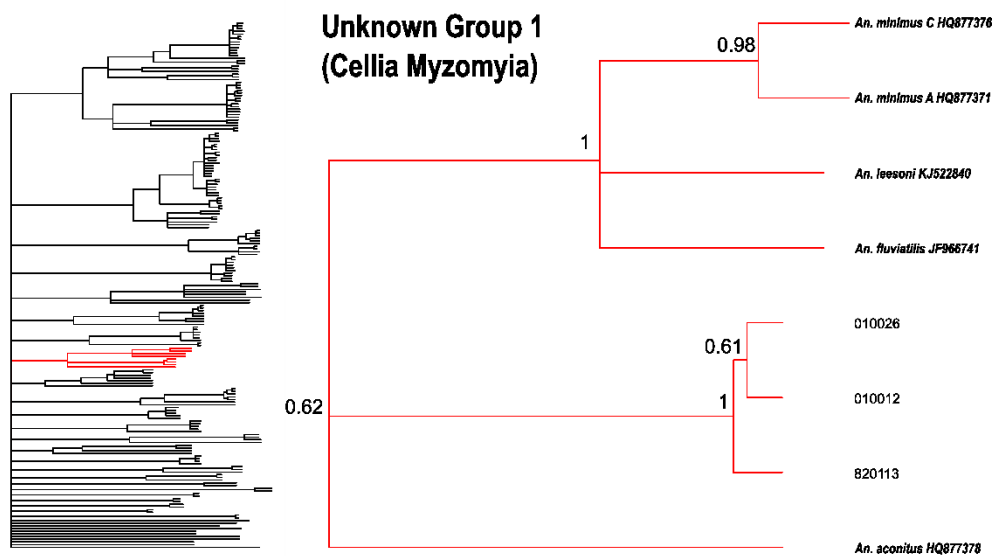 Unknown Group 1
(Cellia Myzomyia)
An. minimus C HQ877376
0.98
An. minimus A HQ877371
1
An. leesoni KJ522840
An. fluviatilis JF966741
010026
0.61
010012
1
0.62
820113
An. aconitus HQ877378